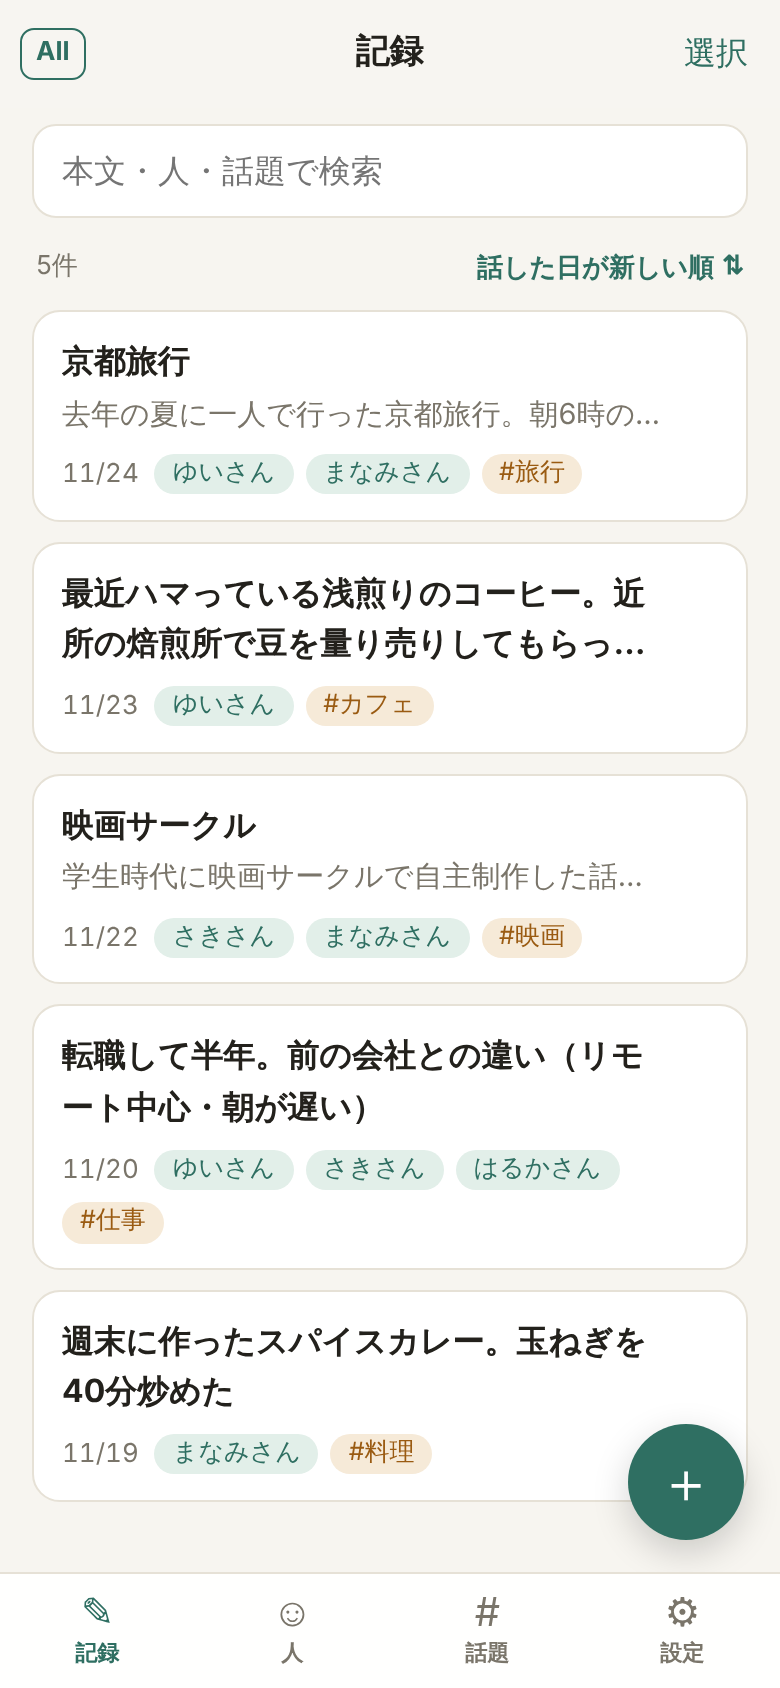 All
記録
選択
本文・人・話題で検索
5件
話した日が新しい順 ⇅
京都旅行
去年の夏に一人で行った京都旅行。朝6時の…
11/24 ゆいさん まなみさん #旅行
最近ハマっている浅煎りのコーヒー。近
所の焙煎所で豆を量り売りしてもらっ…
11/23 ゆいさん #カフェ
映画サークル
学生時代に映画サークルで自主制作した話…
11/22 さきさん まなみさん #映画
転職して半年。前の会社との違い（リモ
ート中心・朝が遅い）
11/20 ゆいさん さきさん はるかさん
#仕事
週末に作ったスパイスカレー。玉ねぎを
40分炒めた
11/19 まなみさん #料理
+
✎ ☺ # ⚙
記録 人 話題 設定